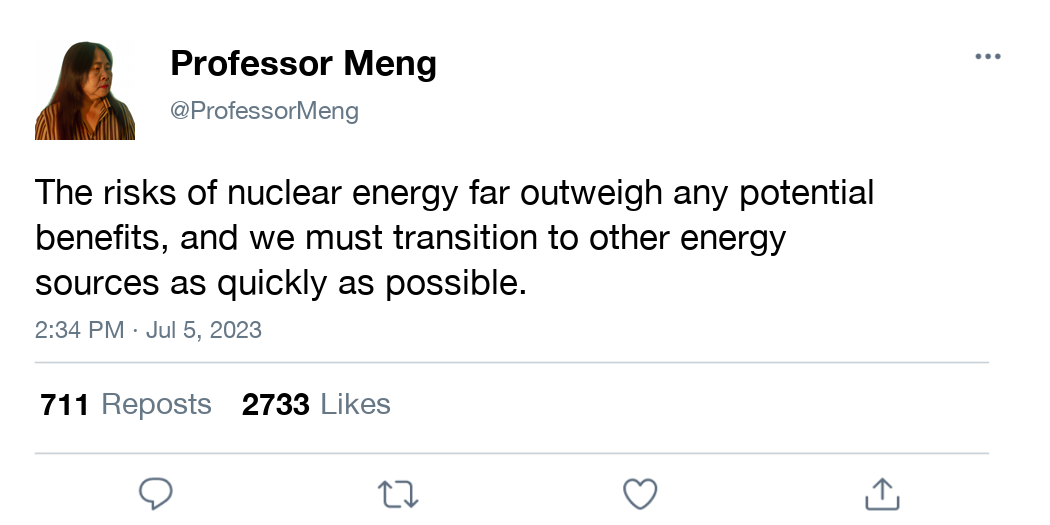 Professor Meng
@ProfessorMeng
The risks of nuclear energy far outweigh any potential
benefits, and we must transition to other energy
sources as quickly as possible.
2:34 PM · Jul 5, 2023
711 Reposts 2733 Likes